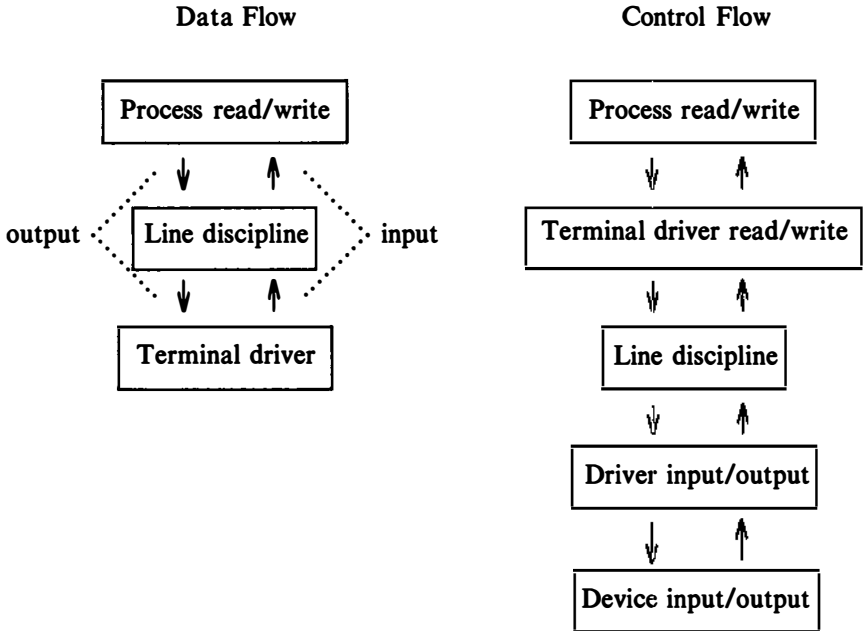 Data Flow
Process read/write
output
Line discipline
input
Terminal driver
Control Flow
Process read/write
Terminal driver read/write
Line discipline
Driver input/output
Device input/output